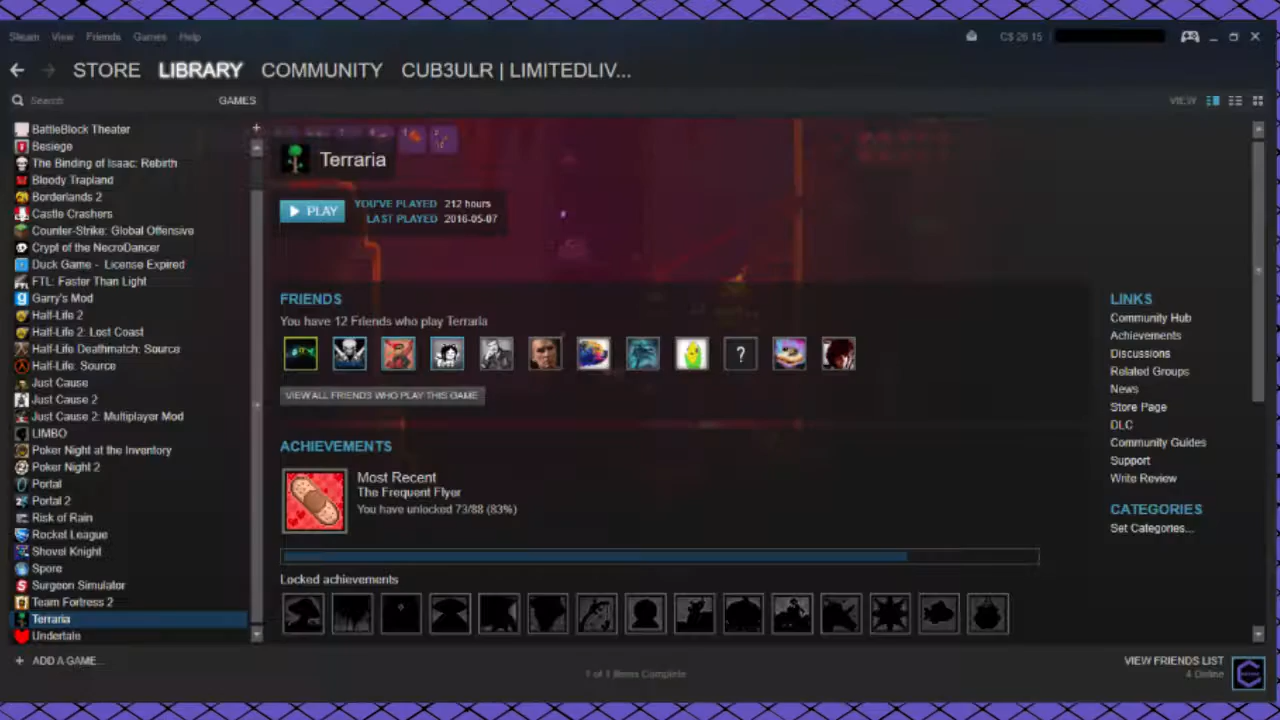 Steam View Friends Games Help
C$ 26 15
STORE LIBRARY COMMUNITY CUB3ULR | LIMITEDLIV...
Search
GAMES
VIEW
BattleBlock Theater
Besiege
The Binding of Isaac: Rebirth
Bloody Trapland
Borderlands 2
Castle Crashers
Counter-Strike: Global Offensive
Crypt of the NecroDancer
Duck Game - License Expired
FTL: Faster Than Light
Garry's Mod
Half-Life 2
Half-Life 2: Lost Coast
Half-Life Deathmatch: Source
Half-Life: Source
Just Cause
Just Cause 2
Just Cause 2: Multiplayer Mod
LIMBO
Poker Night at the Inventory
Poker Night 2
Portal
Portal 2
Risk of Rain
Rocket League
Shovel Knight
Spore
Surgeon Simulator
Team Fortress 2
Terraria
Undertale
+ ADD A GAME...
Terraria
PLAY
YOU'VE PLAYED 212 hours
LAST PLAYED 2016-05-07
FRIENDS
You have 12 Friends who play Terraria
?
VIEW ALL FRIENDS WHO PLAY THIS GAME
ACHIEVEMENTS
Most Recent
The Frequent Flyer
You have unlocked 73/88 (83%)
Locked achievements
LINKS
Community Hub
Achievements
Discussions
Related Groups
News
Store Page
DLC
Community Guides
Support
Write Review
CATEGORIES
Set Categories...
1 of 1 Items Complete
VIEW FRIENDS LIST
4 Online